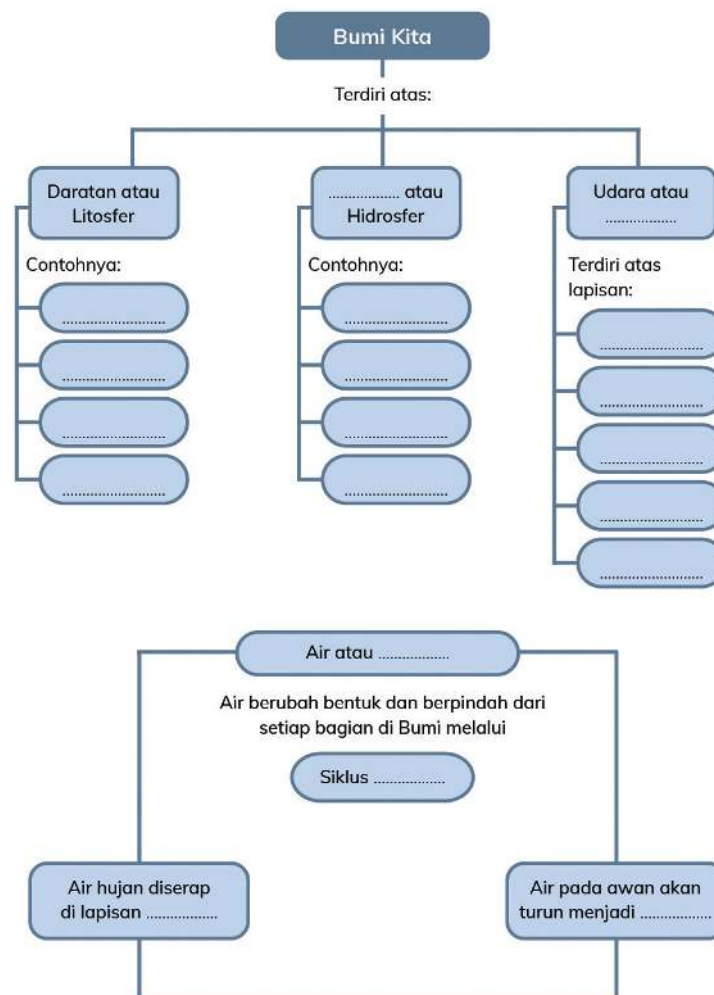 Bumi Kita
Terdiri atas:
Daratan atau
Litosfer
Contohnya:
............................
............................
............................
............................
................... atau
Hidrosfer
Contohnya:
............................
............................
............................
............................
Udara atau
...................
Terdiri atas
lapisan:
............................
............................
............................
............................
............................
Air atau ...................
Air berubah bentuk dan berpindah dari
setiap bagian di Bumi melalui
Siklus ...................
Air hujan diserap
di lapisan ...................
Air pada awan akan
turun menjadi ...................